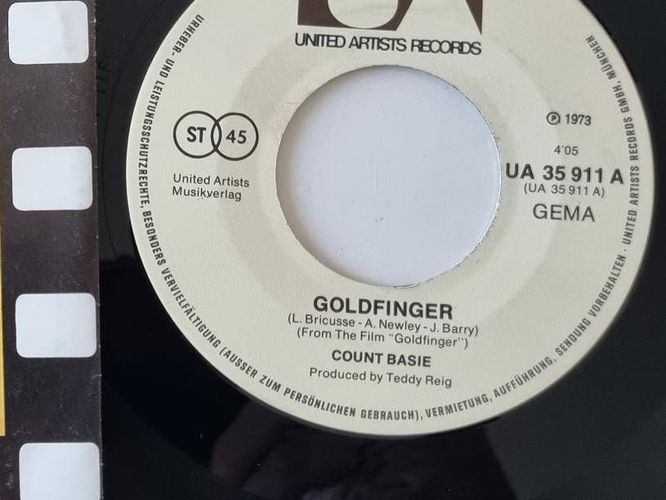 UNITED ARTISTS RECORDS
ST 45
United Artists
Musikverlag
℗ 1973
4'05
UA 35 911 A
(UA 35 911 A)
GEMA
GOLDFINGER
(L. Bricusse - A. Newley - J. Barry)
(From The Film "Goldfinger")
COUNT BASIE
Produced by Teddy Reig
URHEBER- UND LEISTUNGSSCHUTZRECHTE, BESONDERS VERVIELFÄLTIGUNG (AUSSER ZUM PERSÖNLICHEN GEBRAUCH), VERMIETUNG, AUFFÜHRUNG, SENDUNG VORBEHALTEN · UNITED ARTISTS RECORDS GMBH, MÜNCHEN